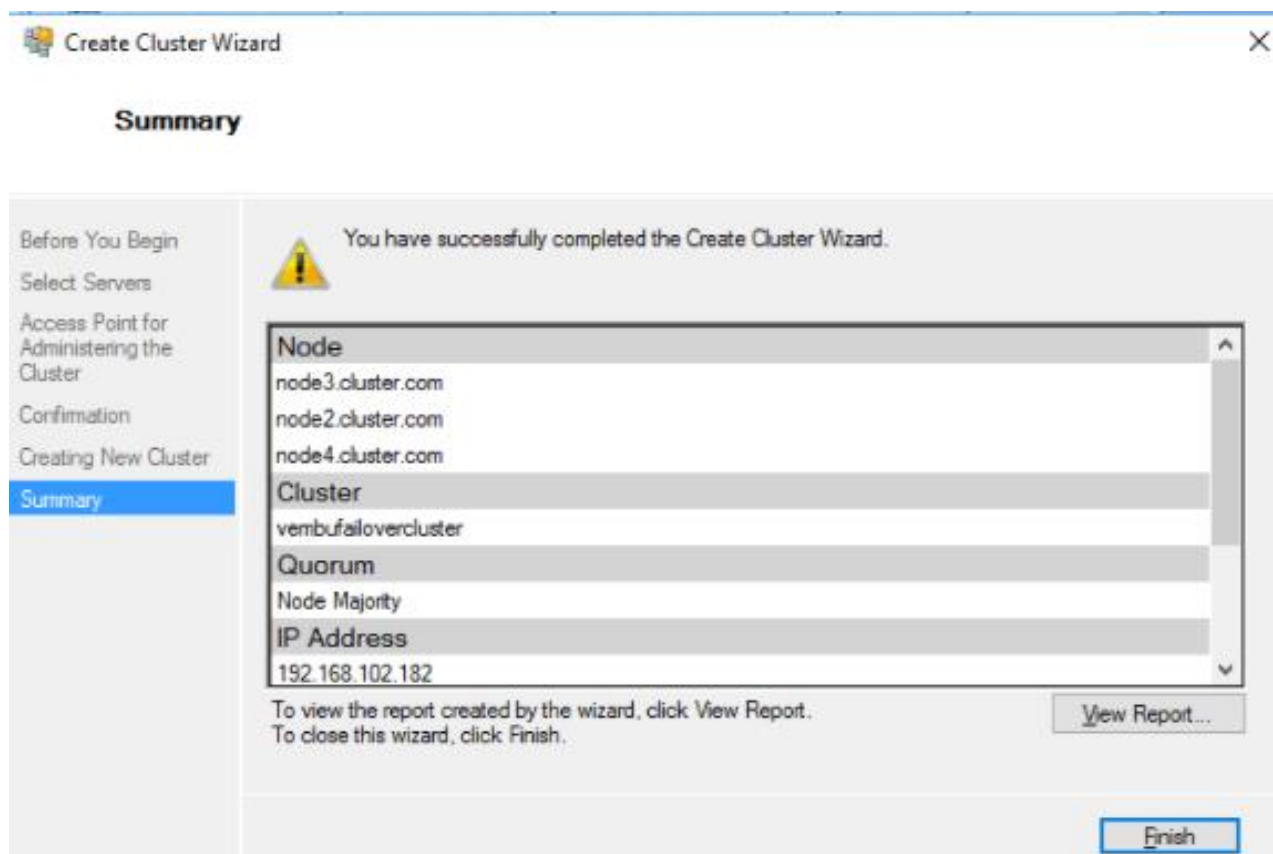 Create Cluster Wizard
Summary
Before You Begin
Select Servers
Access Point for
Administering the
Cluster
Confirmation
Creating New Cluster
Summary
You have successfully completed the Create Cluster Wizard.
Node
node3.cluster.com
node2.cluster.com
node4.cluster.com
Cluster
vembufailovercluster
Quorum
Node Majority
IP Address
192.168.102.182
To view the report created by the wizard, click View Report.
To close this wizard, click Finish.
View Report...
Finish